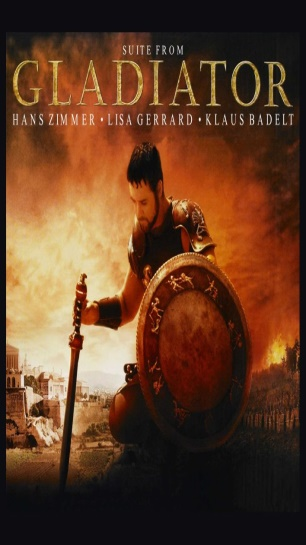 SUITE FROM
GLADIATOR
HANS ZIMMER • LISA GERRARD • KLAUS BADELT